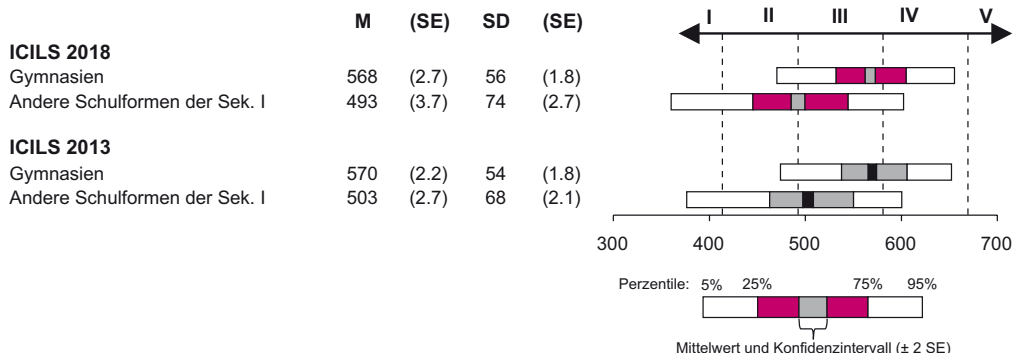 M (SE) SD (SE) I II III IV V
ICILS 2018
Gymnasien 568 (2.7) 56 (1.8)
Andere Schulformen der Sek. I 493 (3.7) 74 (2.7)
ICILS 2013
Gymnasien 570 (2.2) 54 (1.8)
Andere Schulformen der Sek. I 503 (2.7) 68 (2.1)
300 400 500 600 700
Perzentile: 5% 25% 75% 95%
Mittelwert und Konfidenzintervall (± 2 SE)